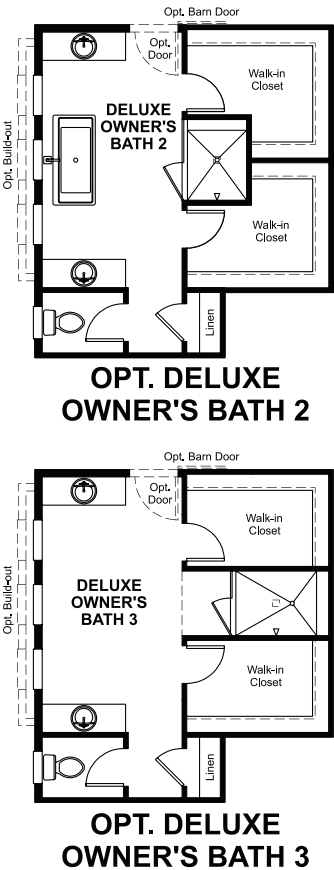 Opt. Barn Door
Opt.
Door
Walk-in
Closet
DELUXE
OWNER'S
BATH 2
Opt. Build-out
Walk-in
Closet
Linen
OPT. DELUXE
OWNER'S BATH 2
Opt. Barn Door
Opt.
Door
Walk-in
Closet
DELUXE
OWNER'S
BATH 3
Opt. Build-out
Walk-in
Closet
Linen
OPT. DELUXE
OWNER'S BATH 3